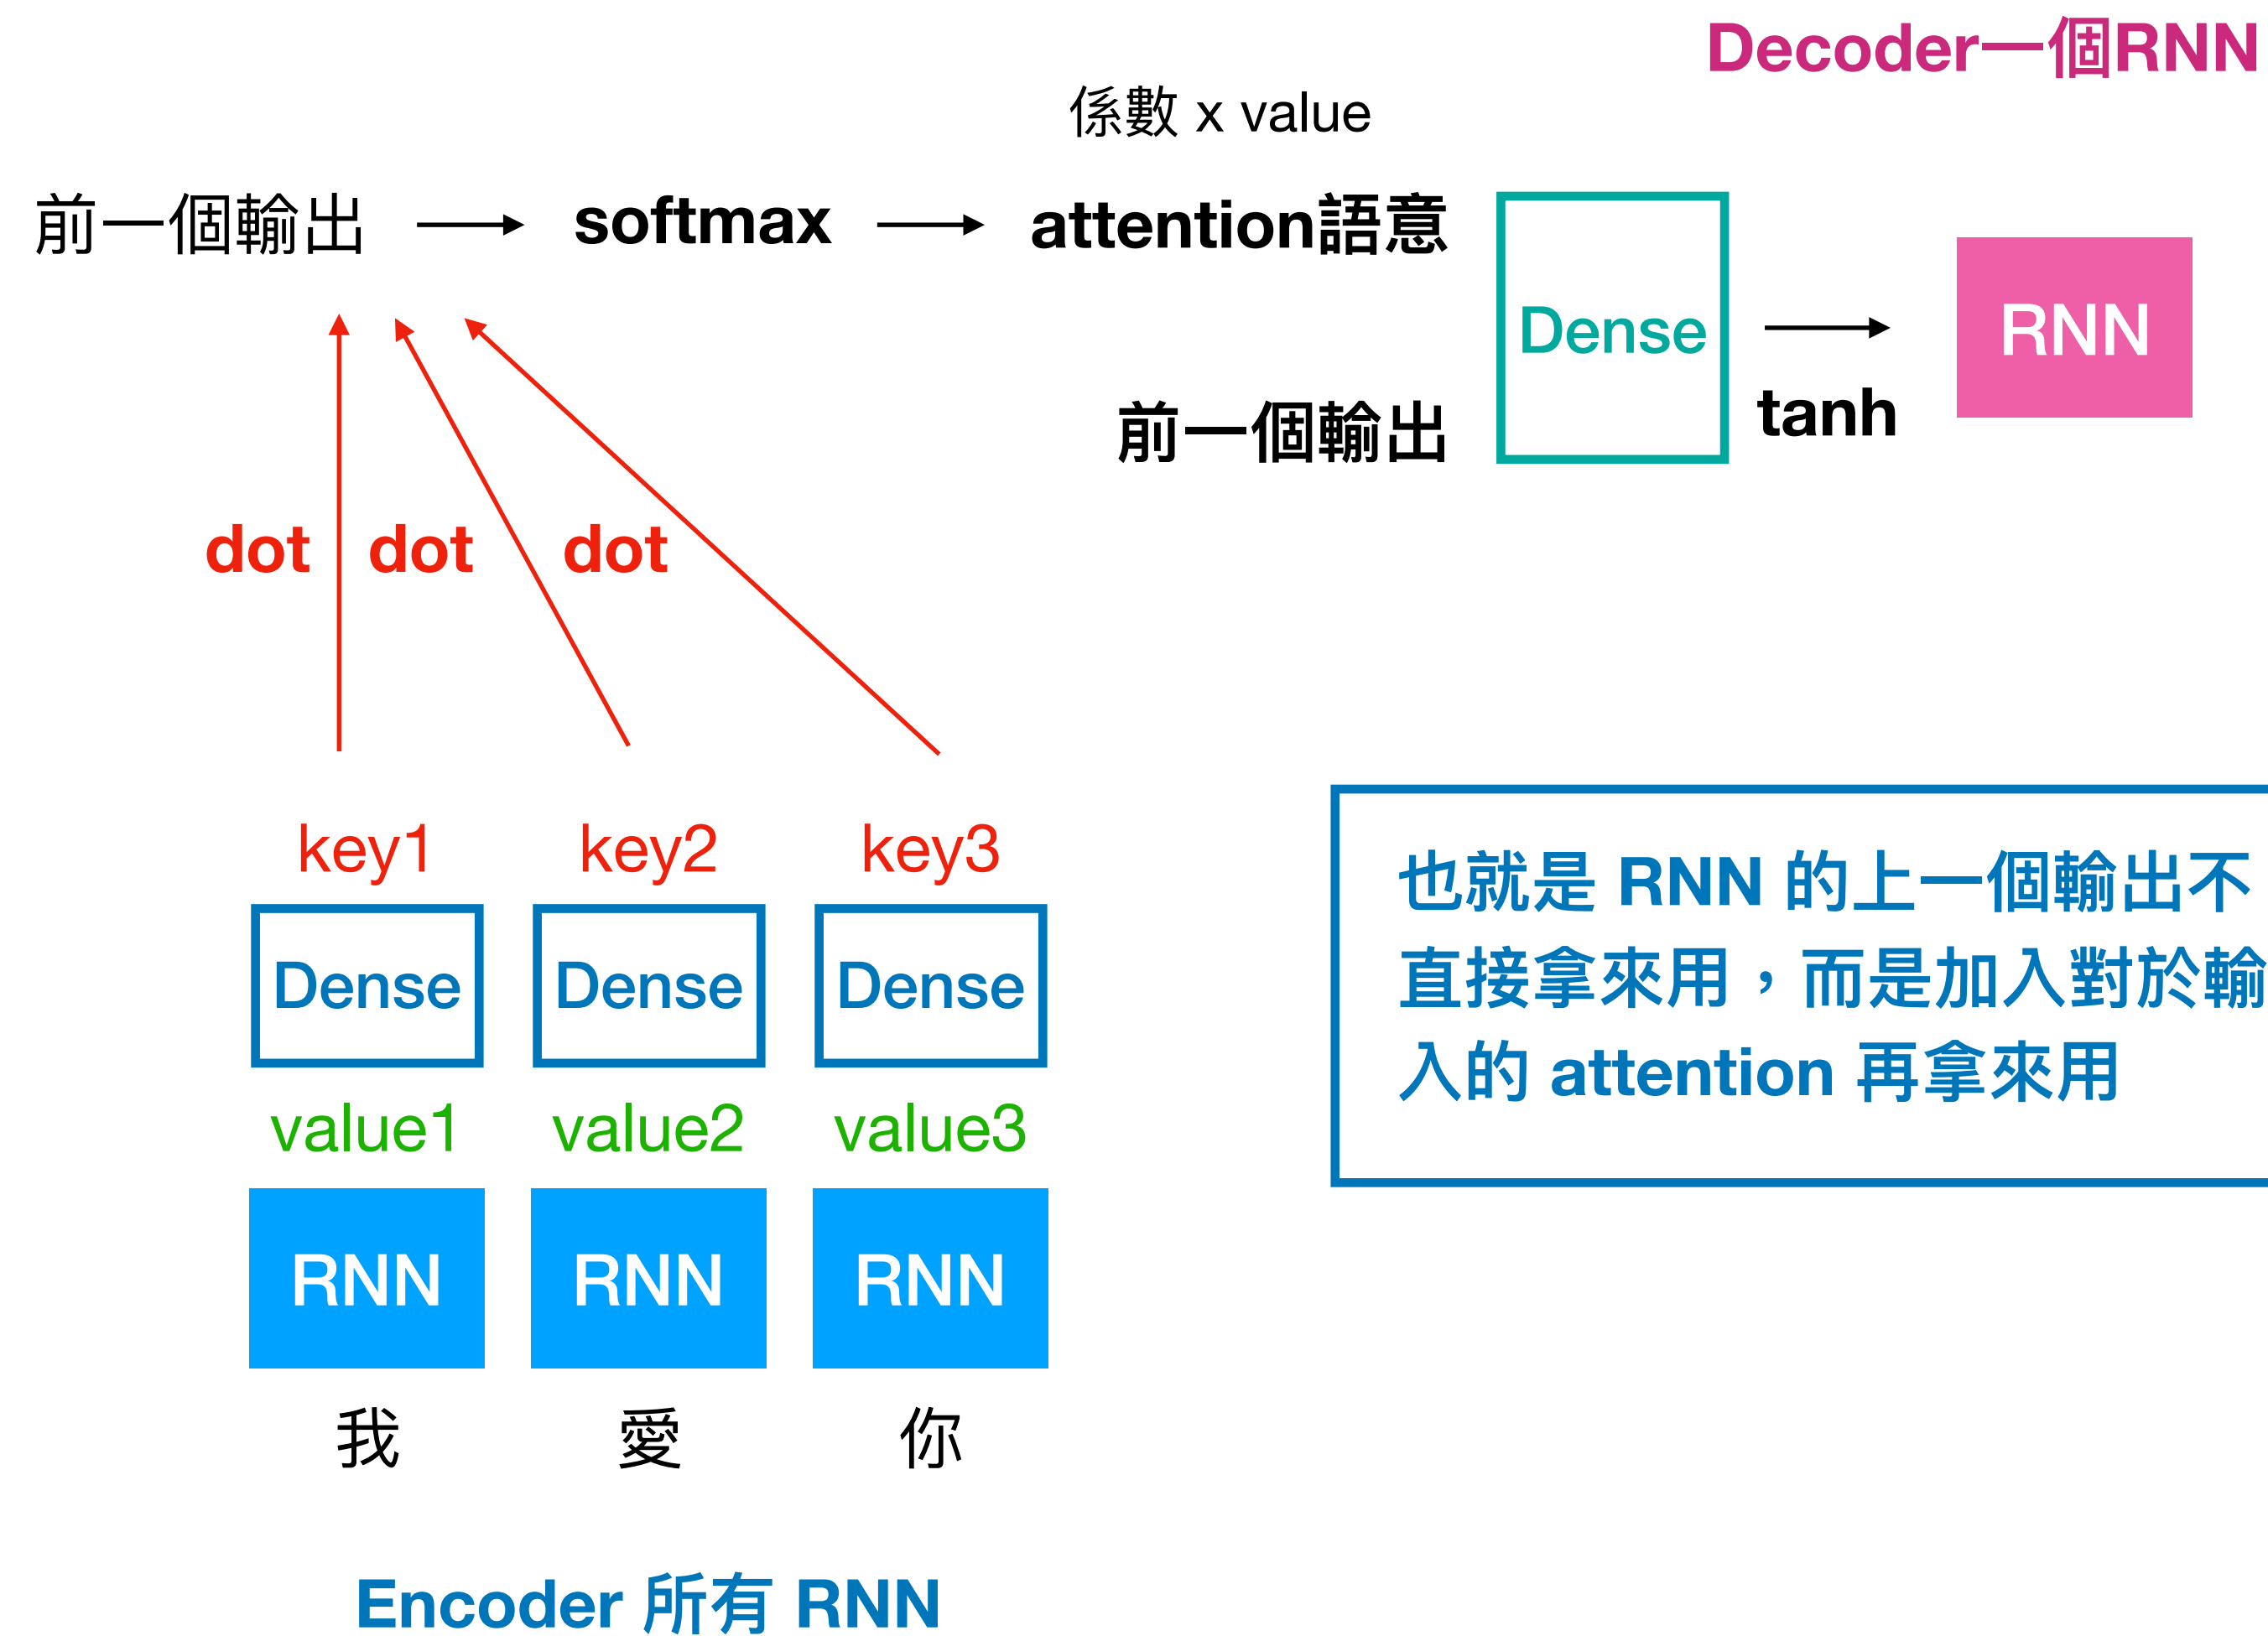 Decoder一個RNN
係數 x value
前一個輸出
softmax
attention語意
Dense
RNN
前一個輸出
tanh
dot
dot
dot
key1
key2
key3
Dense
Dense
Dense
value1
value2
value3
RNN
RNN
RNN
我
愛
你
Encoder 所有 RNN
也就是 RNN 的上一個輸出不
直接拿來用，而是加入對於輸
入的 attention 再拿來用